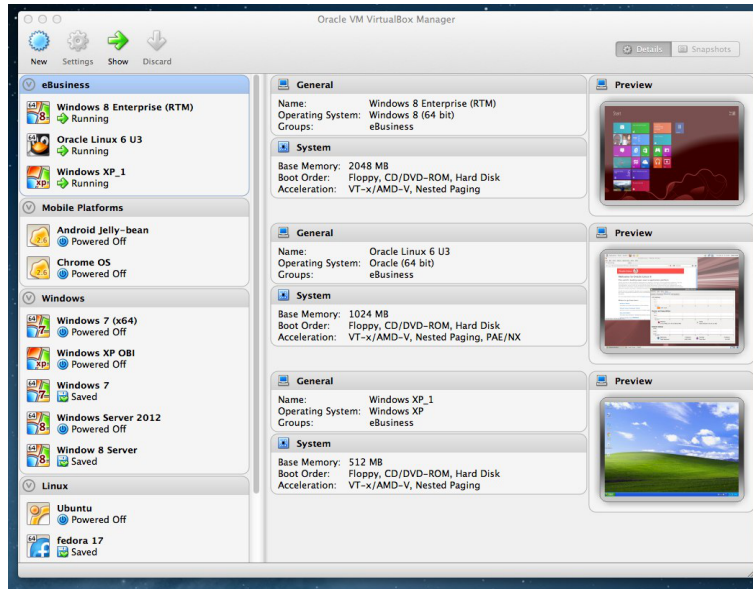 Oracle VM VirtualBox Manager
New Settings Show Discard
Details Snapshots
eBusiness
Windows 8 Enterprise (RTM)
Running
Oracle Linux 6 U3
Running
Windows XP_1
Running
Mobile Platforms
Android Jelly-bean
Powered Off
Chrome OS
Powered Off
Windows
Windows 7 (x64)
Powered Off
Windows XP OBI
Powered Off
Windows 7
Saved
Windows Server 2012
Powered Off
Window 8 Server
Saved
Linux
Ubuntu
Powered Off
fedora 17
Saved
General
Name: Windows 8 Enterprise (RTM)
Operating System: Windows 8 (64 bit)
Groups: eBusiness
System
Base Memory: 2048 MB
Boot Order: Floppy, CD/DVD-ROM, Hard Disk
Acceleration: VT-x/AMD-V, Nested Paging
Preview
General
Name: Oracle Linux 6 U3
Operating System: Oracle (64 bit)
Groups: eBusiness
System
Base Memory: 1024 MB
Boot Order: Floppy, CD/DVD-ROM, Hard Disk
Acceleration: VT-x/AMD-V, Nested Paging, PAE/NX
Preview
General
Name: Windows XP_1
Operating System: Windows XP
Groups: eBusiness
System
Base Memory: 512 MB
Boot Order: Floppy, CD/DVD-ROM, Hard Disk
Acceleration: VT-x/AMD-V, Nested Paging
Preview